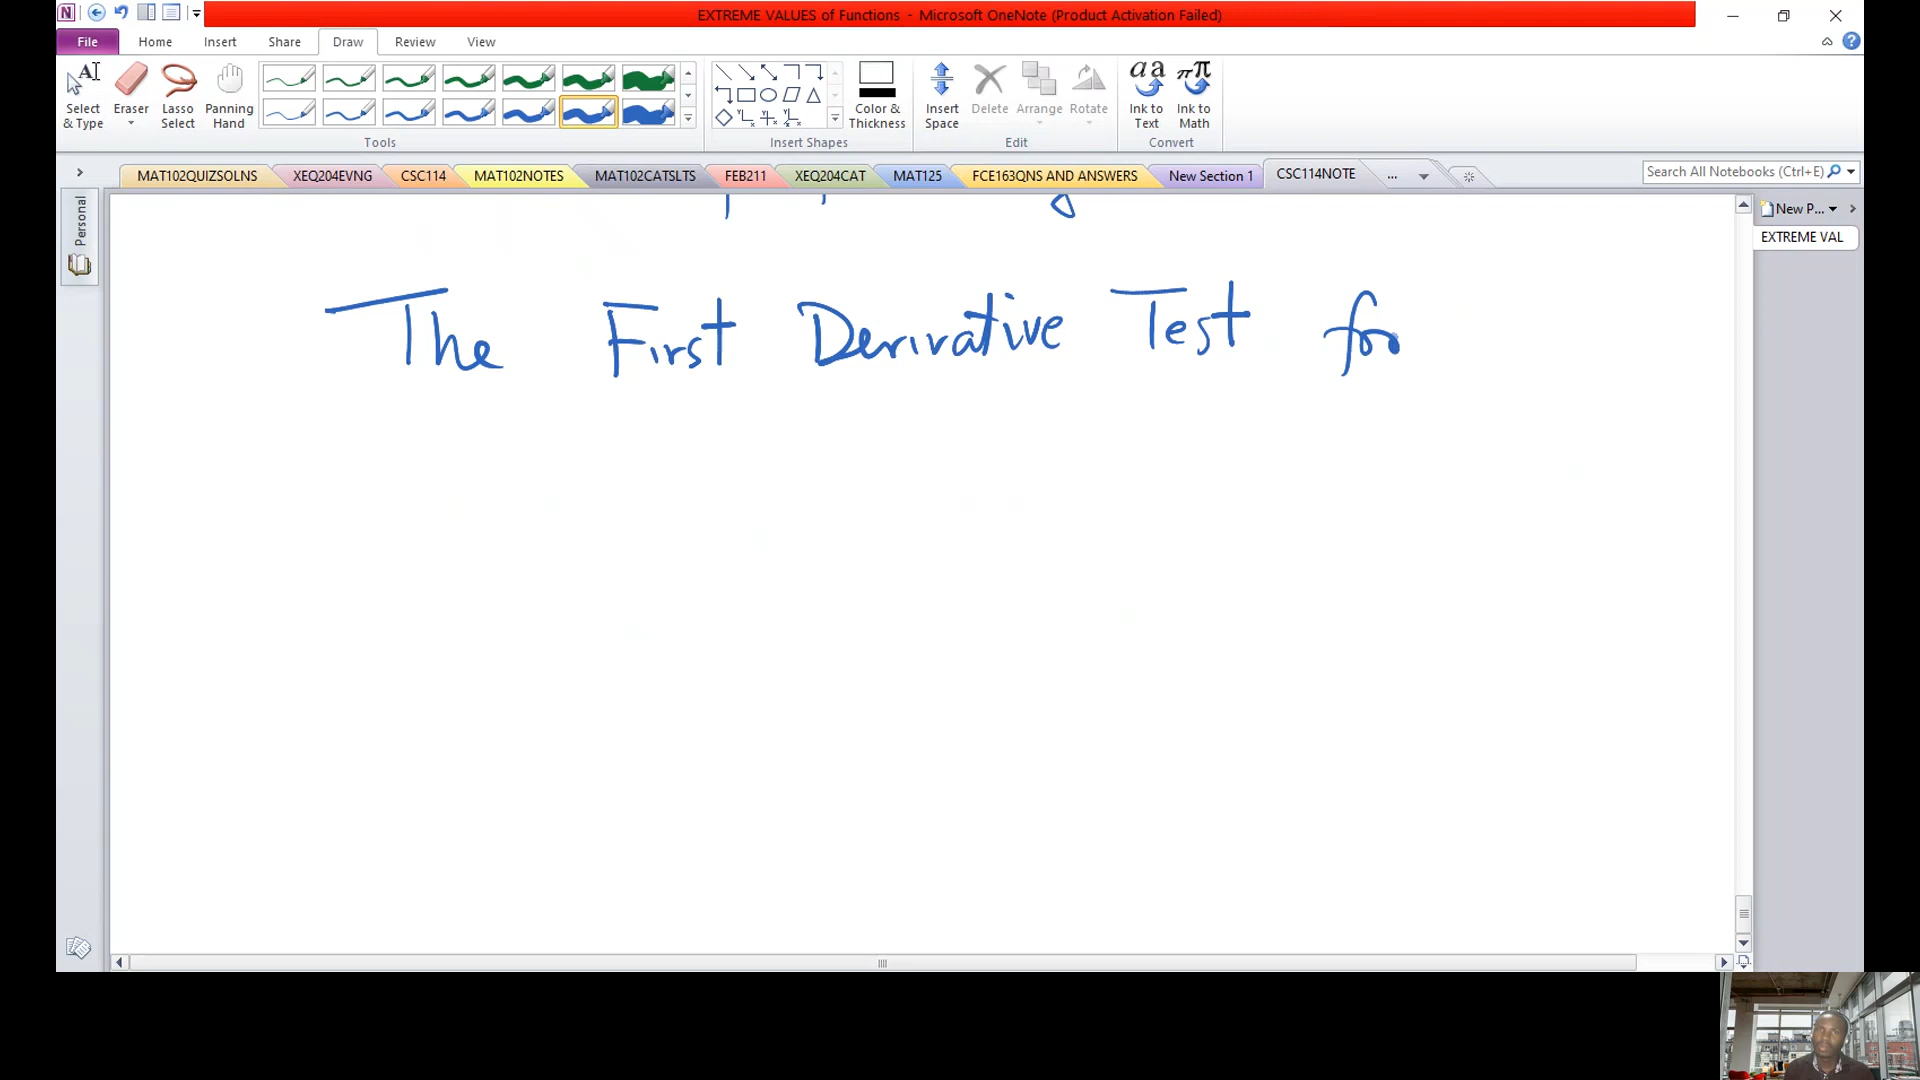 EXTREME VALUES of Functions - Microsoft OneNote (Product Activation Failed)
File Home Insert Share Draw Review View
Select & Type
Eraser
Lasso Select
Panning Hand
Color & Thickness
Insert Space
Delete
Arrange
Rotate
Ink to Text
Ink to Math
Tools
Insert Shapes
Edit
Convert
MAT102QUIZSOLNS XEQ204EVNG CSC114 MAT102NOTES MAT102CATSLTS FEB211 XEQ204CAT MAT125 FCE163QNS AND ANSWERS New Section 1 CSC114NOTE ...
Search All Notebooks (Ctrl+E)
Personal
New P...
EXTREME VAL
The First Derivative Test for